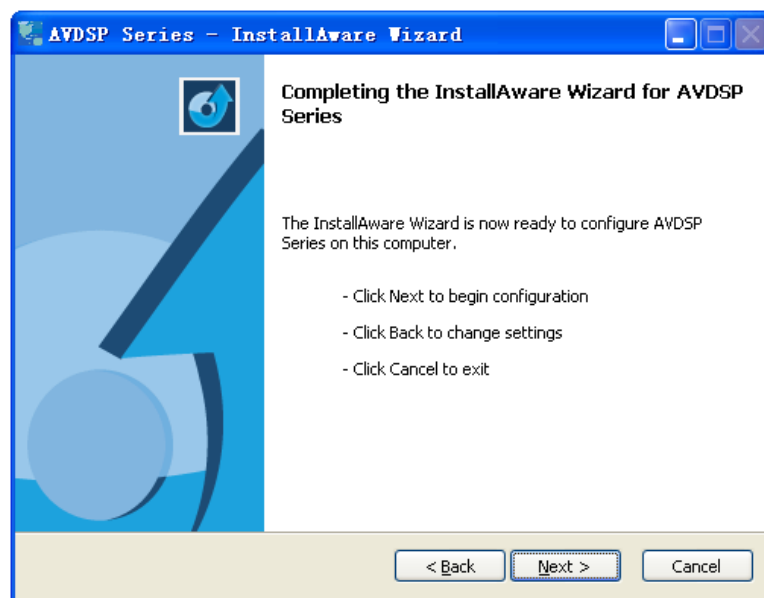 AVDSP Series - InstallAware Wizard
Completing the InstallAware Wizard for AVDSP
Series
The InstallAware Wizard is now ready to configure AVDSP
Series on this computer.
- Click Next to begin configuration
- Click Back to change settings
- Click Cancel to exit
< Back
Next >
Cancel